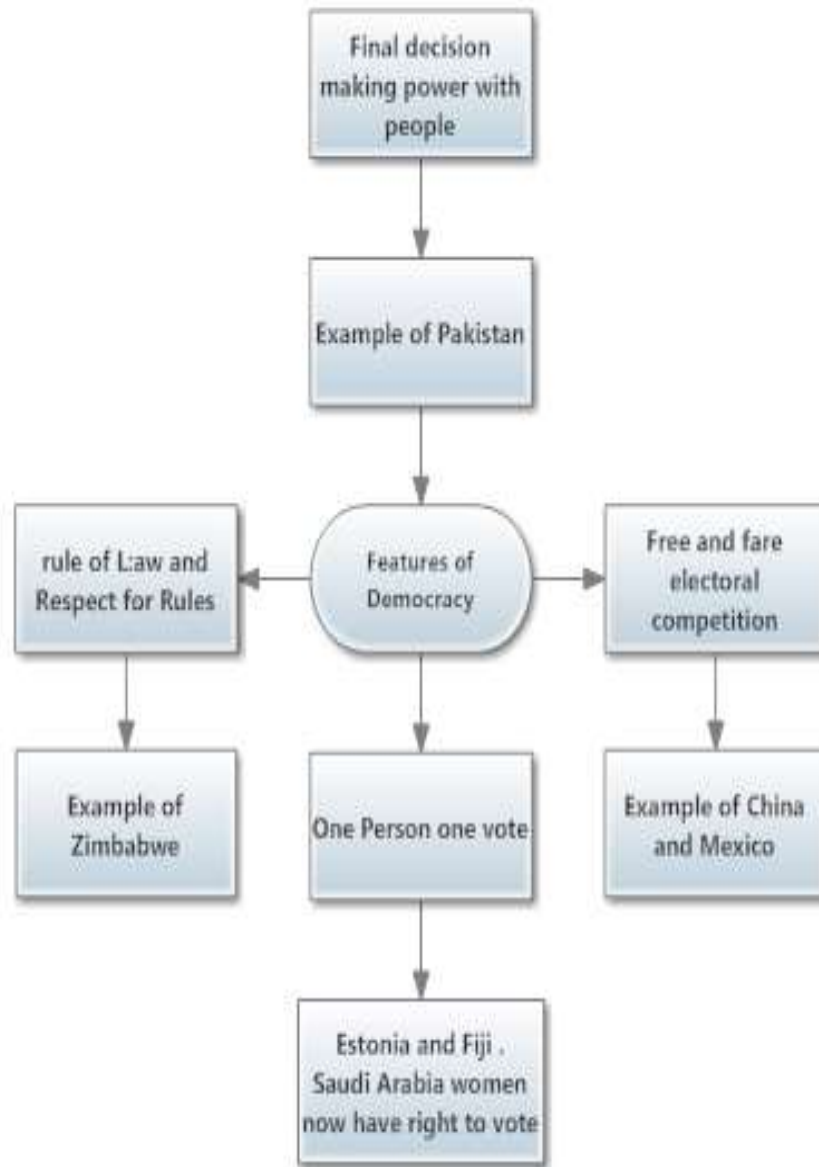 Final decision
making power with
people
Example of Pakistan
rule of L:aw and
Respect for Rules
Features of
Democracy
Free and fare
electoral
competition
Example of
Zimbabwe
One Person one vote
Example of China
and Mexico
Estonia and Fiji .
Saudi Arabia women
now have right to vote